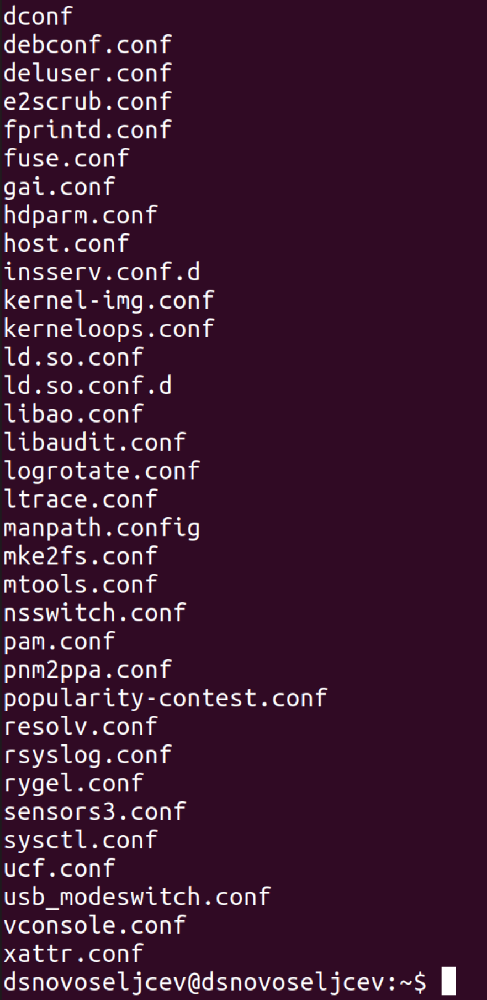 dconf
debconf.conf
deluser.conf
e2scrub.conf
fprintd.conf
fuse.conf
gai.conf
hdparm.conf
host.conf
insserv.conf.d
kernel-img.conf
kerneloops.conf
ld.so.conf
ld.so.conf.d
libao.conf
libaudit.conf
logrotate.conf
ltrace.conf
manpath.config
mke2fs.conf
mtools.conf
nsswitch.conf
pam.conf
pnm2ppa.conf
popularity-contest.conf
resolv.conf
rsyslog.conf
rygel.conf
sensors3.conf
sysctl.conf
ucf.conf
usb_modeswitch.conf
vconsole.conf
xattr.conf
dsnovoseljcev@dsnovoseljcev:~$